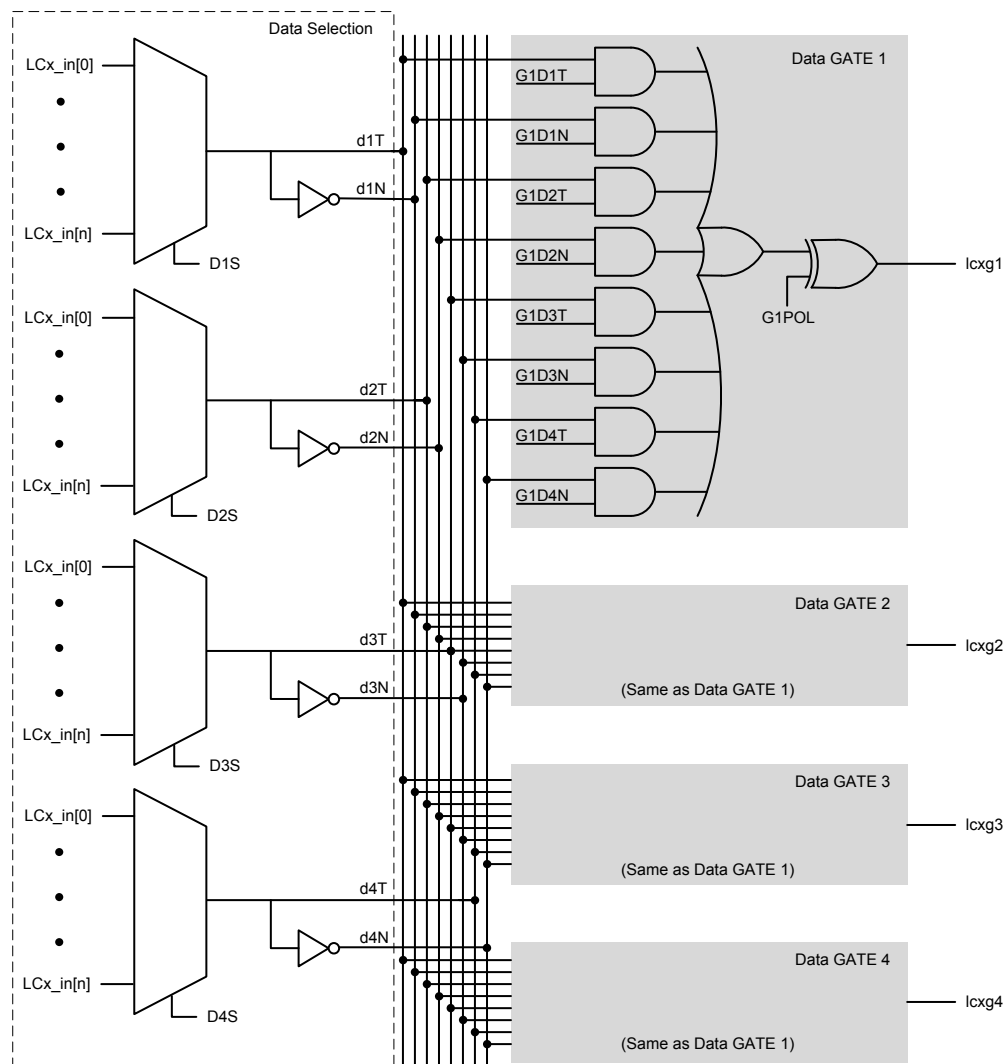 Data Selection
LCx_in[0]
d1T
d1N
LCx_in[n]
D1S
LCx_in[0]
d2T
d2N
LCx_in[n]
D2S
LCx_in[0]
d3T
d3N
LCx_in[n]
D3S
LCx_in[0]
d4T
d4N
LCx_in[n]
D4S
Data GATE 1
G1D1T
G1D1N
G1D2T
G1D2N
G1D3T
G1D3N
G1D4T
G1D4N
G1POL
lcxg1
Data GATE 2
(Same as Data GATE 1)
lcxg2
Data GATE 3
(Same as Data GATE 1)
lcxg3
Data GATE 4
(Same as Data GATE 1)
lcxg4